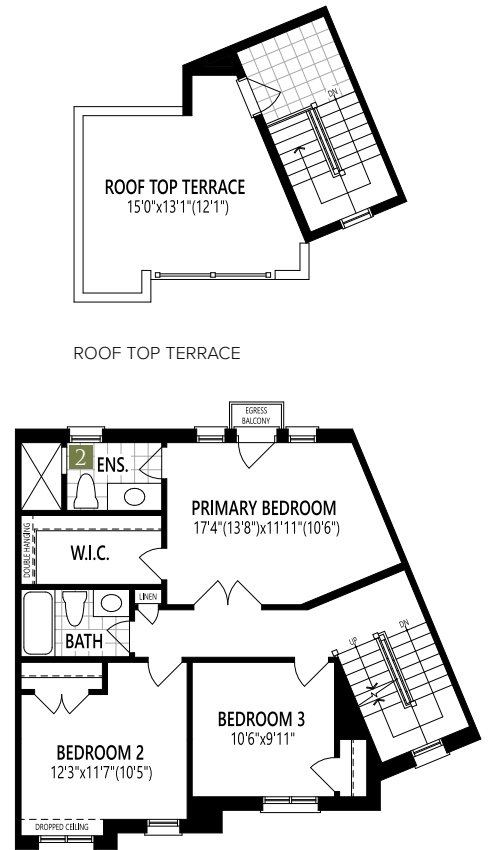 DN
ROOF TOP TERRACE
15'0"x13'1"(12'1")
ROOF TOP TERRACE
EGRESS
BALCONY
2
ENS.
PRIMARY BEDROOM
17'4"(13'8")x11'11"(10'6")
DOUBLE HANGING
W.I.C.
LINEN
BATH
UP
DN
BEDROOM 3
10'6"x9'11"
BEDROOM 2
12'3"x11'7"(10'5")
DROPPED CEILING